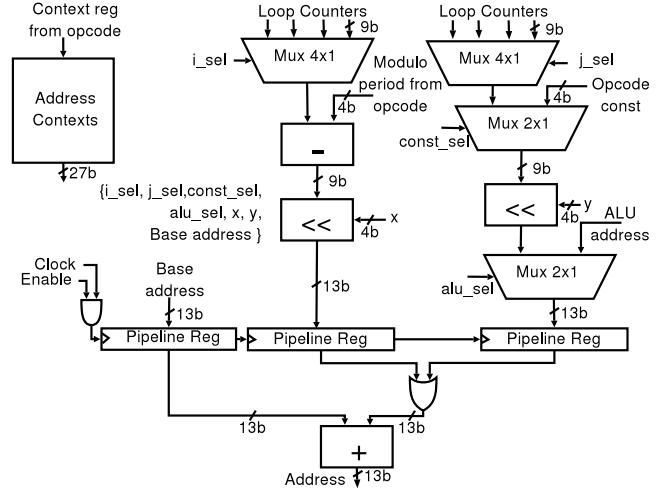 Context reg
from opcode
Loop Counters
Loop Counters
9b
9b
i_sel
Mux 4x1
Mux 4x1
j_sel
Address
Contexts
Modulo
period from
opcode
4b
4b
Opcode
const
Mux 2x1
const_sel
-
27b
9b
9b
{i_sel, j_sel,const_sel,
alu_sel, x, y,
Base address }
<<
x
4b
<<
y
4b
ALU
address
Mux 2x1
alu_sel
Clock
Enable
Base
address
13b
13b
13b
Pipeline Reg
Pipeline Reg
Pipeline Reg
13b
13b
+
Address
13b